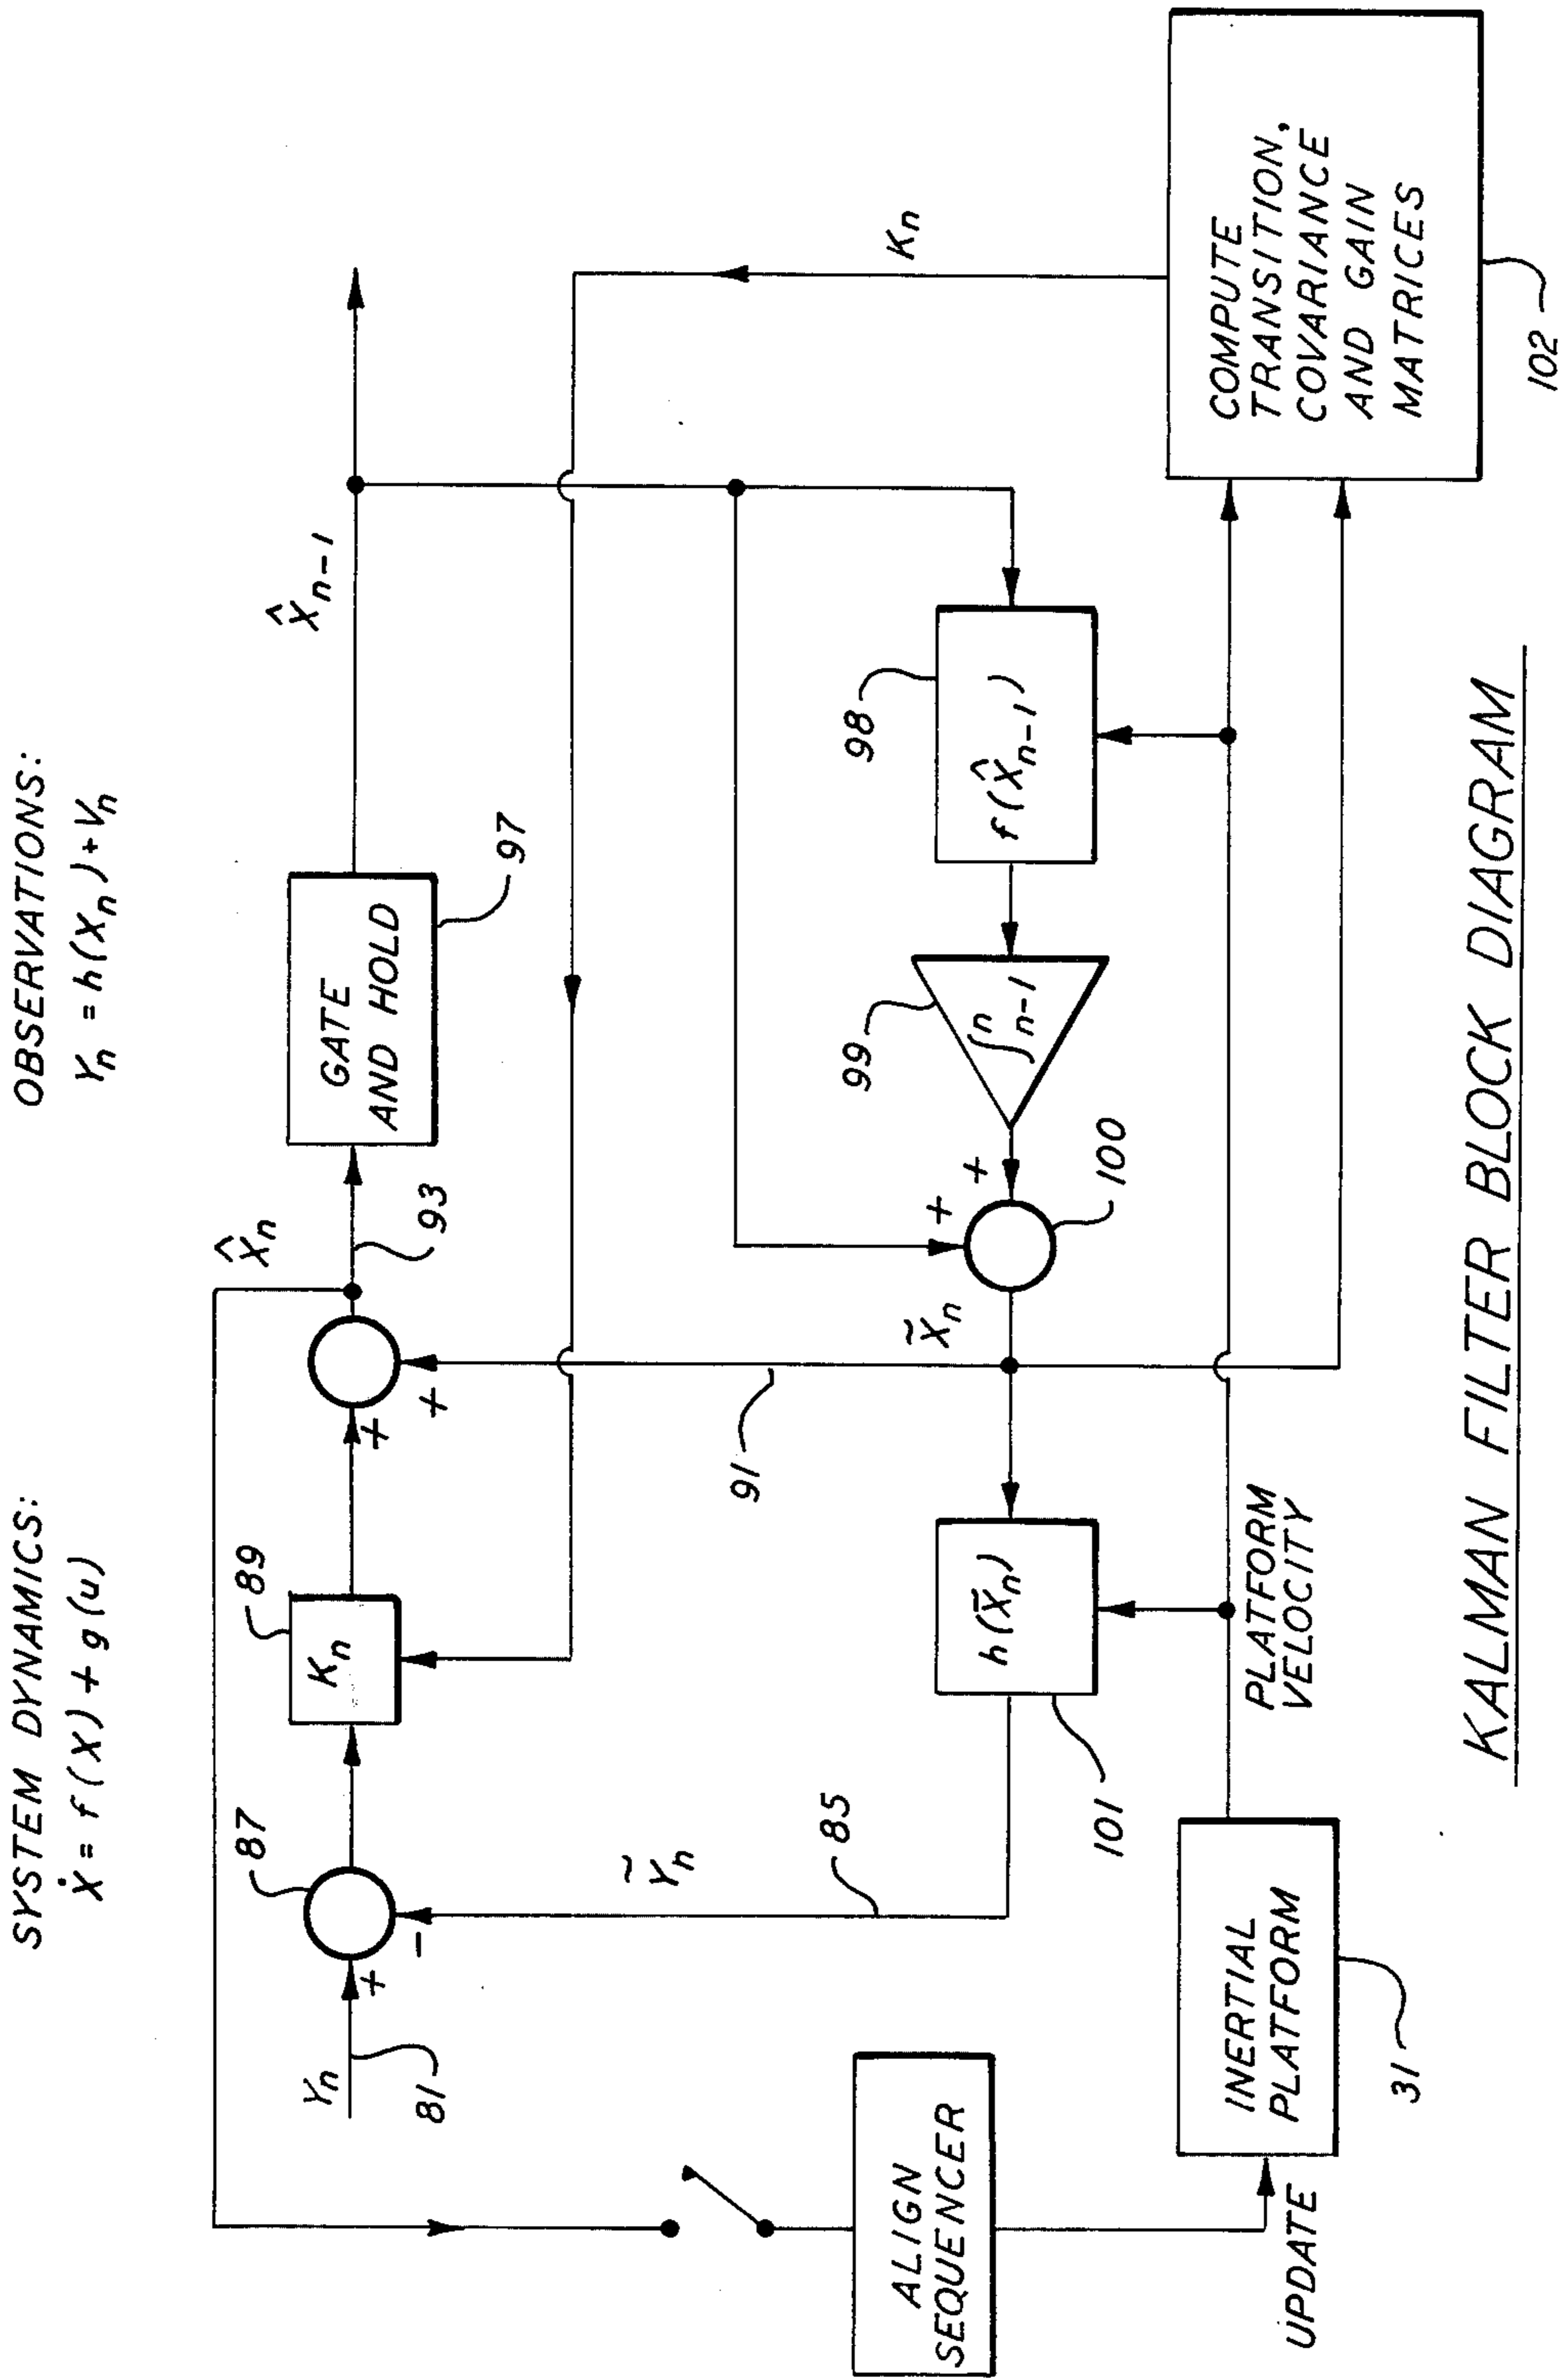 SYSTEM DYNAMICS:
Ẋ = f(X) + g(u)
OBSERVATIONS:
Yn = h(Xn) + Vn
X̂n
X̂n-1
Yn
81
+
-
87
Kn
89
+
+
93
GATE
AND HOLD
97
Ỹn
85
91
Kn
h(X̃n)
101
X̃n
+
+
100
∫ n n-1
99
f(X̂n-1)
98
ALIGN
SEQUENCER
UPDATE
INERTIAL
PLATFORM
31
PLATFORM
VELOCITY
COMPUTE
TRANSITION,
COVARIANCE
AND GAIN
MATRICES
102
KALMAN FILTER BLOCK DIAGRAM